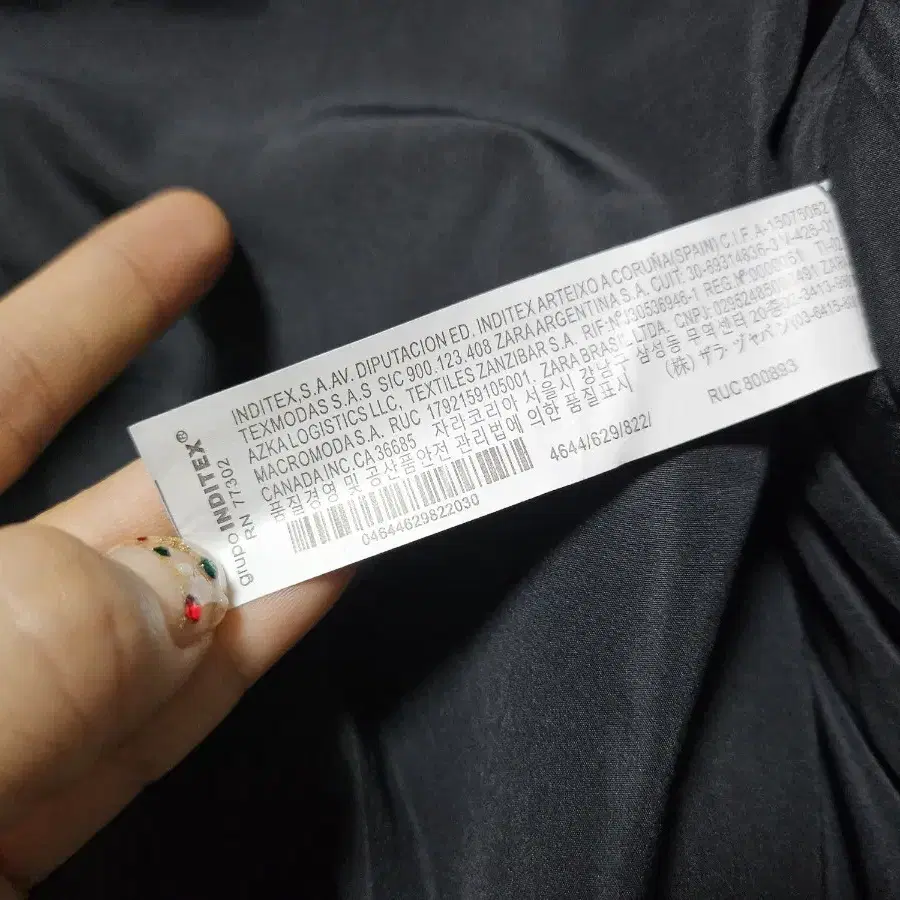 grupo INDITEX®
RN 77302
INDITEX, S.A. AV. DIPUTACION ED. INDITEX ARTEIXO A CORUÑA (SPAIN) C.I.F. A-15075062
TEXMODAS S.A.S SIC 900.123.408 ZARA ARGENTINA S.A. CUIT: 30-69314836-3
AZKA LOGISTICS LLC, TEXTILES ZANZIBAR S.A. RIF: Nº J30536946-1 REG.
MACROMODAS S.A. RUC 1792159705001, ZARA BRASIL LTDA. CNPJ:
CANADA INC. CA 36685 자라코리아 서울시 강남구 삼성동 무역센터
품질경영 및 공산품안전 관리법에 의한 품질표시 (株) ザラ・ジャパン
04644629822030
4644/629/822/
RUC 800893